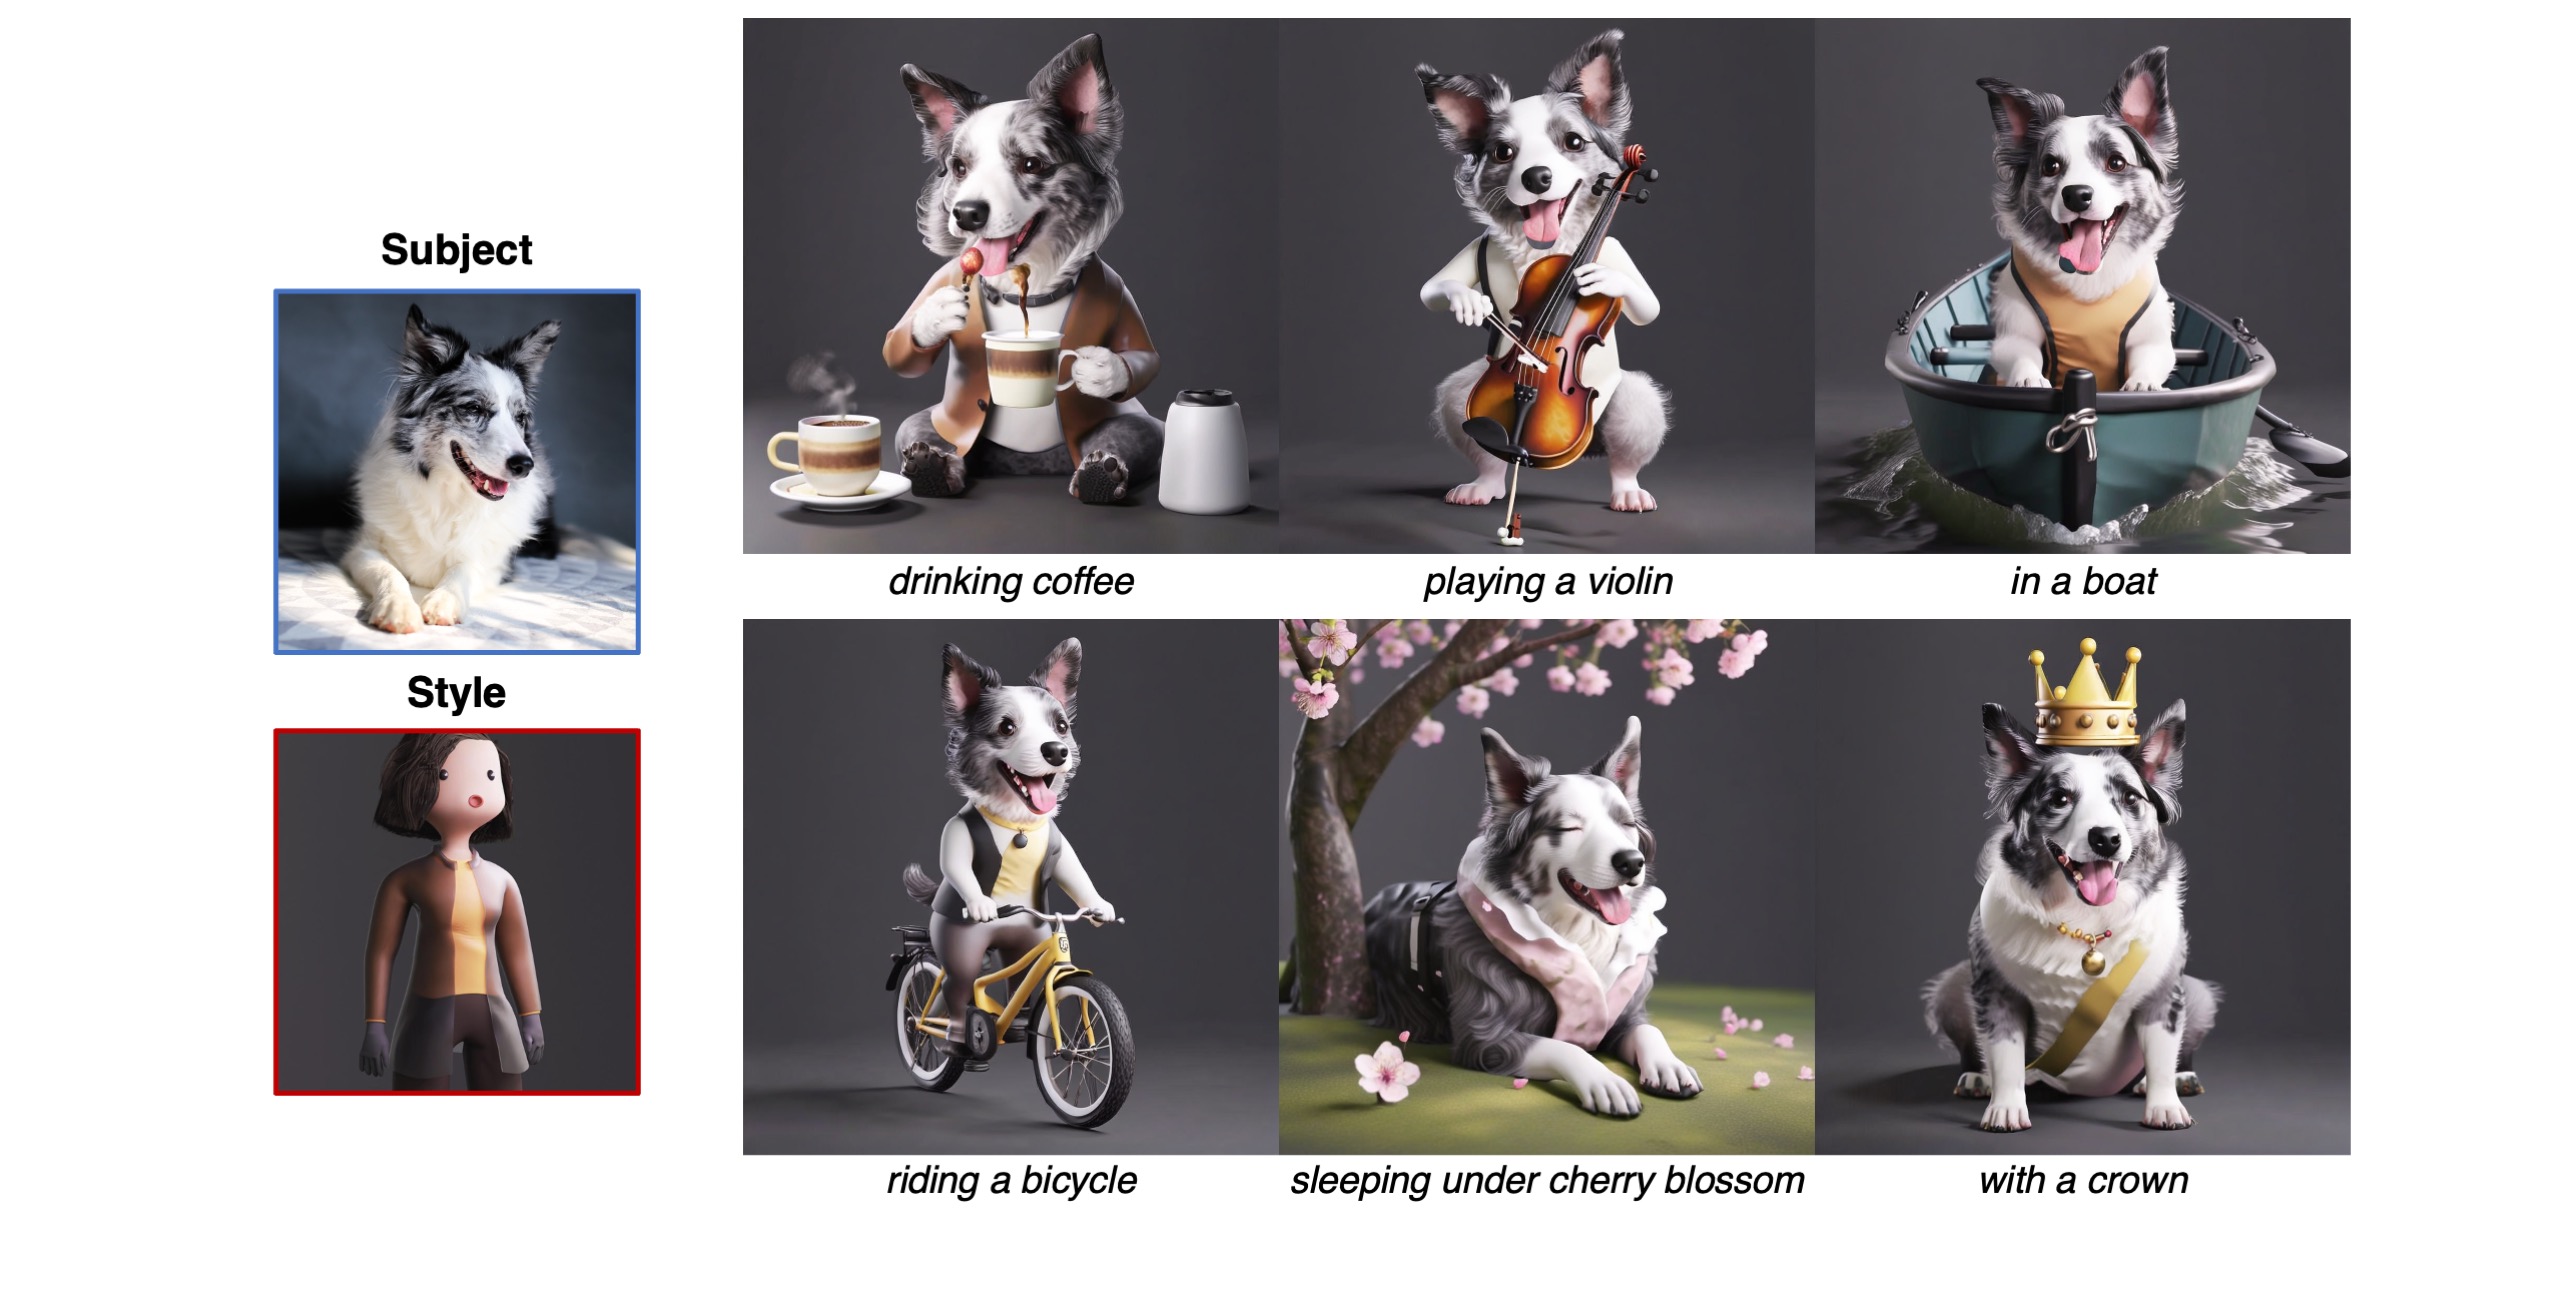 Subject
Style
drinking coffee
playing a violin
in a boat
riding a bicycle
sleeping under cherry blossom
with a crown